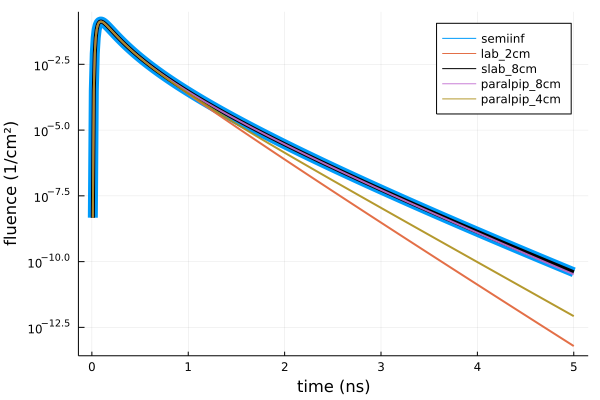 semiinf
lab_2cm
slab_8cm
paralpip_8cm
paralpip_4cm
10^−2.5
10^−5.0
10^−7.5
10^−10.0
10^−12.5
fluence (1/cm²)
0 1 2 3 4 5
time (ns)